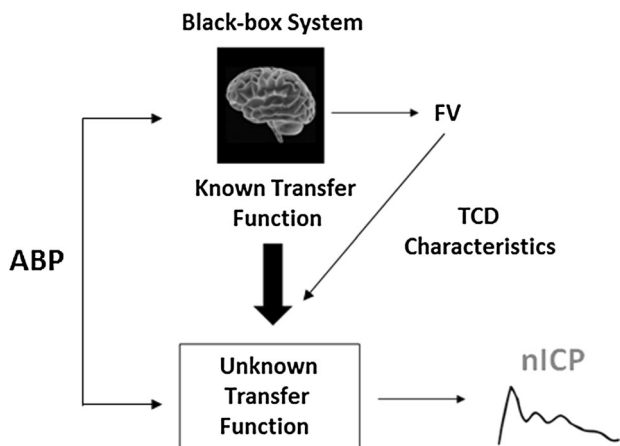 Black-box System
FV
Known Transfer
Function
TCD
Characteristics
ABP
Unknown
Transfer
Function
nICP